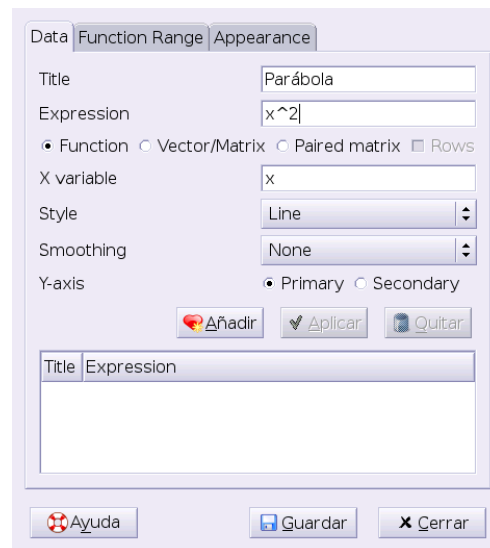 Data Function Range Appearance
Title Parábola
Expression x^2
Function Vector/Matrix Paired matrix Rows
X variable x
Style Line
Smoothing None
Y-axis Primary Secondary
Añadir Aplicar Quitar
Title Expression
Ayuda Guardar Cerrar